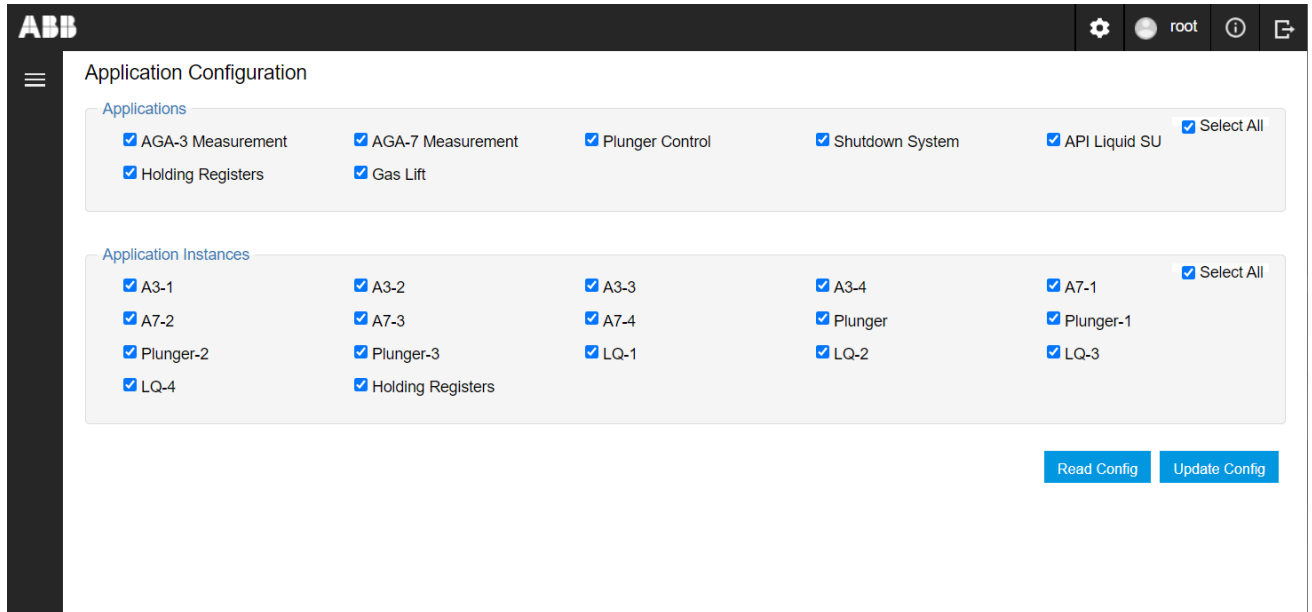 ABB
root
Application Configuration
Applications
Select All
AGA-3 Measurement AGA-7 Measurement Plunger Control Shutdown System API Liquid SU
Holding Registers Gas Lift
Application Instances
Select All
A3-1 A3-2 A3-3 A3-4 A7-1
A7-2 A7-3 A7-4 Plunger Plunger-1
Plunger-2 Plunger-3 LQ-1 LQ-2 LQ-3
LQ-4 Holding Registers
Read Config Update Config